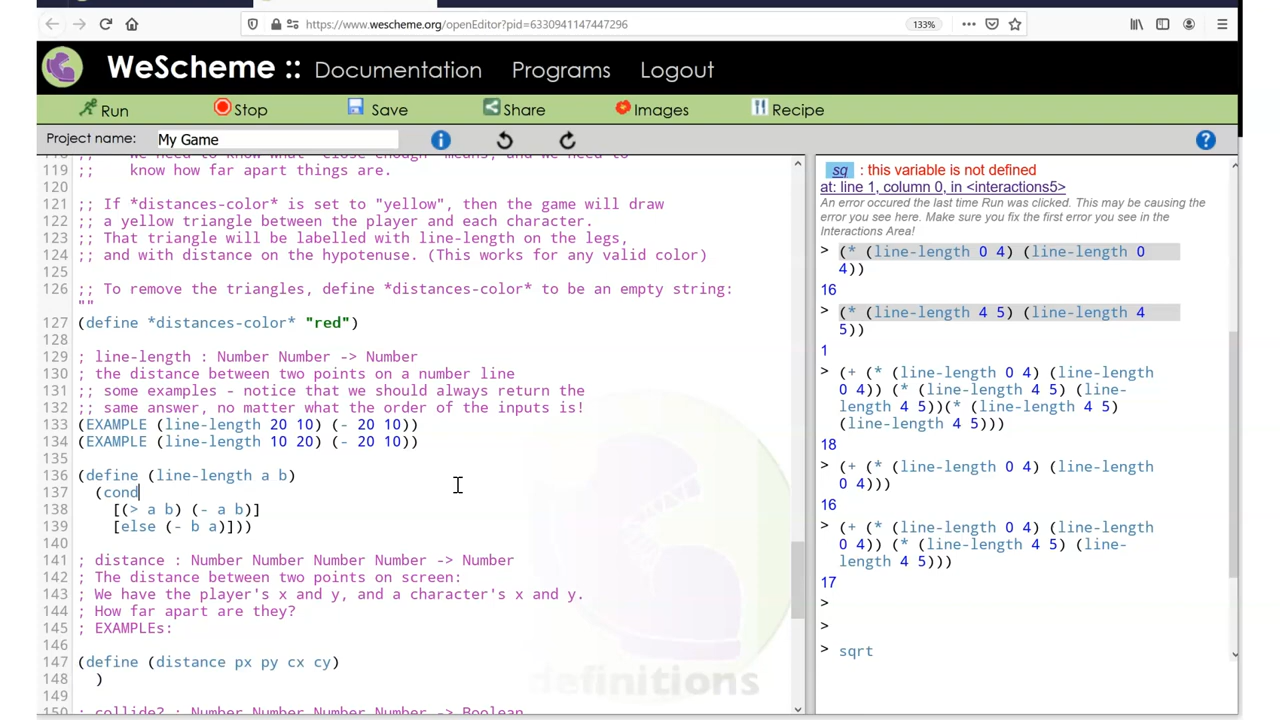 https://www.wescheme.org/openEditor?pid=6330941147447296
133%
WeScheme :: Documentation Programs Logout
Run Stop Save Share Images Recipe
Project name: My Game
119 ;;    know how far apart things are.
120
121 ;; If *distances-color* is set to "yellow", then the game will draw
122 ;; a yellow triangle between the player and each character.
123 ;; That triangle will be labelled with line-length on the legs,
124 ;; and with distance on the hypotenuse. (This works for any valid color)
125
126 ;; To remove the triangles, define *distances-color* to be an empty string:
""
127 (define *distances-color* "red")
128
129 ; line-length : Number Number -> Number
130 ; the distance between two points on a number line
131 ;; some examples - notice that we should always return the
132 ;; same answer, no matter what the order of the inputs is!
133 (EXAMPLE (line-length 20 10) (- 20 10))
134 (EXAMPLE (line-length 10 20) (- 20 10))
135
136 (define (line-length a b)
137   (cond
138     [(> a b) (- a b)]
139     [else (- b a)]))
140
141 ; distance : Number Number Number Number -> Number
142 ; The distance between two points on screen:
143 ; We have the player's x and y, and a character's x and y.
144 ; How far apart are they?
145 ; EXAMPLEs:
146
147 (define (distance px py cx cy)
148   )
149
150 ; collide? : Number Number Number Number -> Boolean
definitions
sq : this variable is not defined
at: line 1, column 0, in <interactions5>
An error occured the last time Run was clicked. This may be causing the
error you see here. Make sure you fix the first error you see in the
Interactions Area!
> (* (line-length 0 4) (line-length 0
4))
16
> (* (line-length 4 5) (line-length 4
5))
1
> (+ (* (line-length 0 4) (line-length
0 4)) (* (line-length 4 5) (line-
length 4 5))(* (line-length 4 5)
(line-length 4 5)))
18
> (+ (* (line-length 0 4) (line-length
0 4)))
16
> (+ (* (line-length 0 4) (line-length
0 4)) (* (line-length 4 5) (line-
length 4 5)))
17
>
>
> sqrt